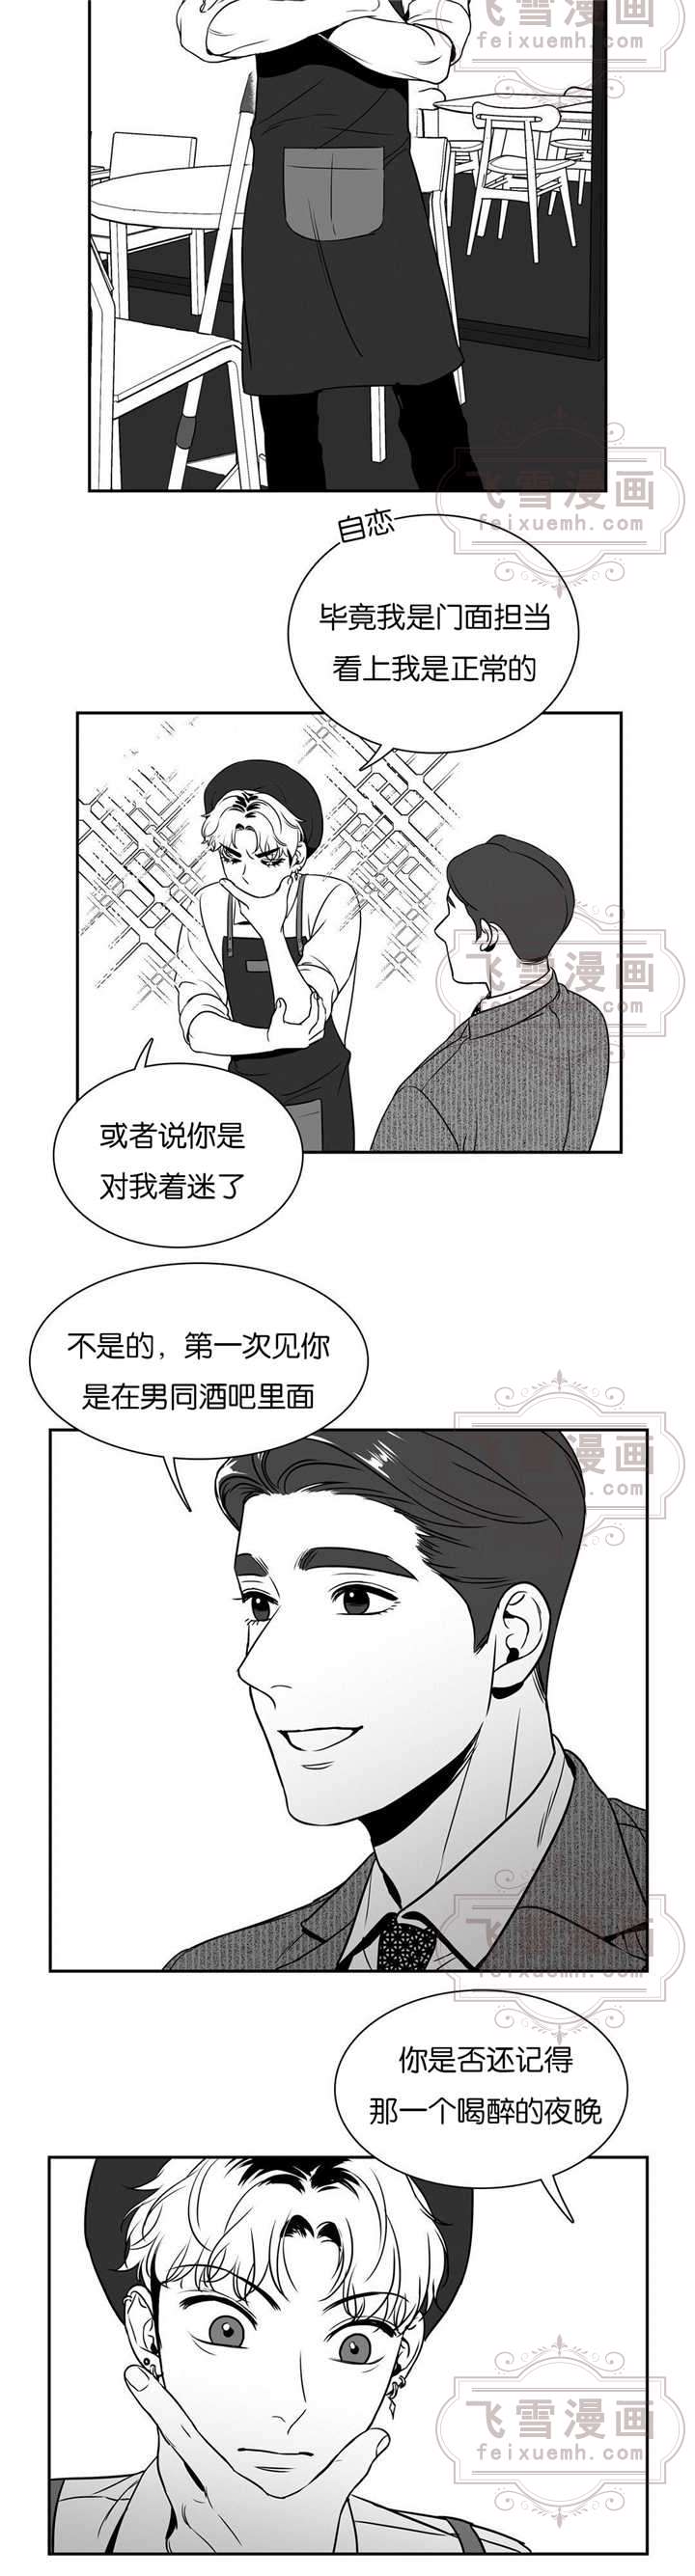 飞雪漫画
feixuemh.com
飞雪漫画
feixuemh.com
自恋
毕竟我是门面担当
看上我是正常的
飞雪漫画
feixuemh.com
或者说你是
对我着迷了
不是的，第一次见你
是在男同酒吧里面
飞雪漫画
feixuemh.com
飞雪漫画
feixuemh.com
你是否还记得
那一个喝醉的夜晚
飞雪漫画
feixuemh.com